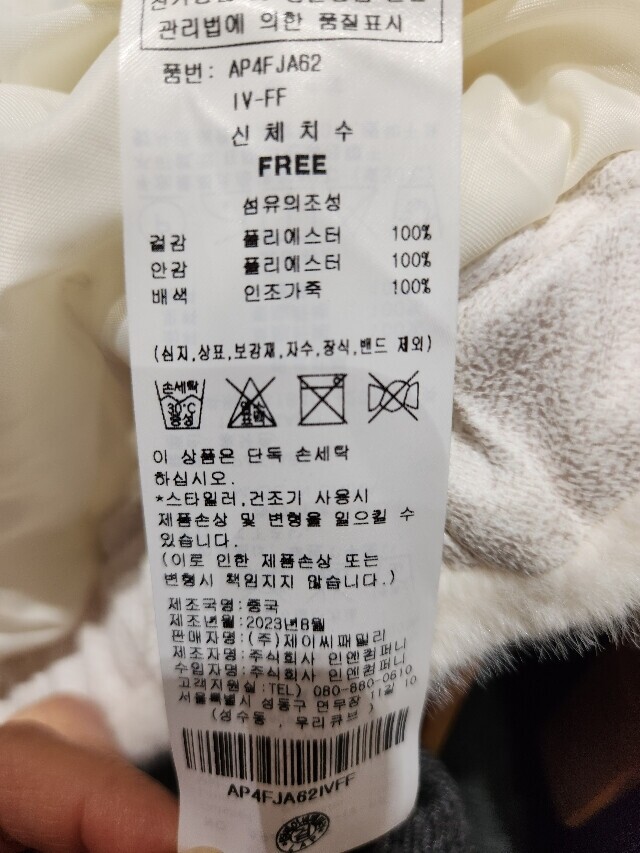 관리법에 의한 품질표시
품번: AP4FJA62
IV-FF
신체치수
FREE
섬유의조성
겉감 폴리에스터 100%
안감 폴리에스터 100%
배색 인조가죽 100%
(심지,상표,보강재,자수,장식,밴드 제외)
손세탁
30℃
중성
염소
표백
이 상품은 단독 손세탁
하십시오.
*스타일러,건조기 사용시
제품손상 및 변형을 일으킬 수
있습니다.
(이로 인한 제품손상 또는
변형시 책임지지 않습니다.)
제조국명:중국
제조년월:2023년8월
판매자명:(주)제이씨패밀리
제조자명:주식회사 인엔컴퍼니
수입자명:주식회사 인엔컴퍼니
고객지원실:TEL) 080-860-0610
서울특별시 성동구 연무장 11길 10
(성수동, 우리큐브)
AP4FJA62IVFF